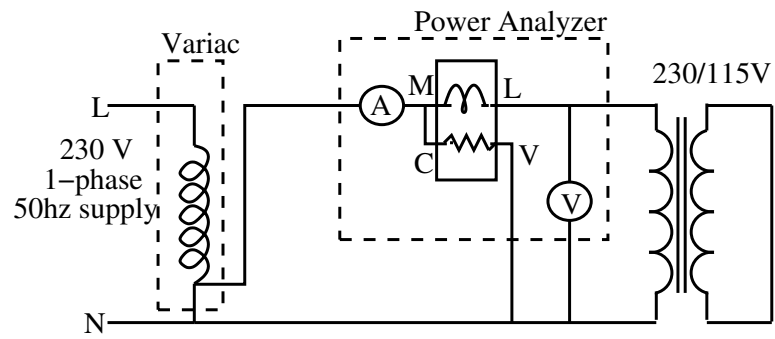 Power Analyzer
Variac
230/115V
L
A
M
L
C
V
230 V
1−phase
50hz supply
V
N